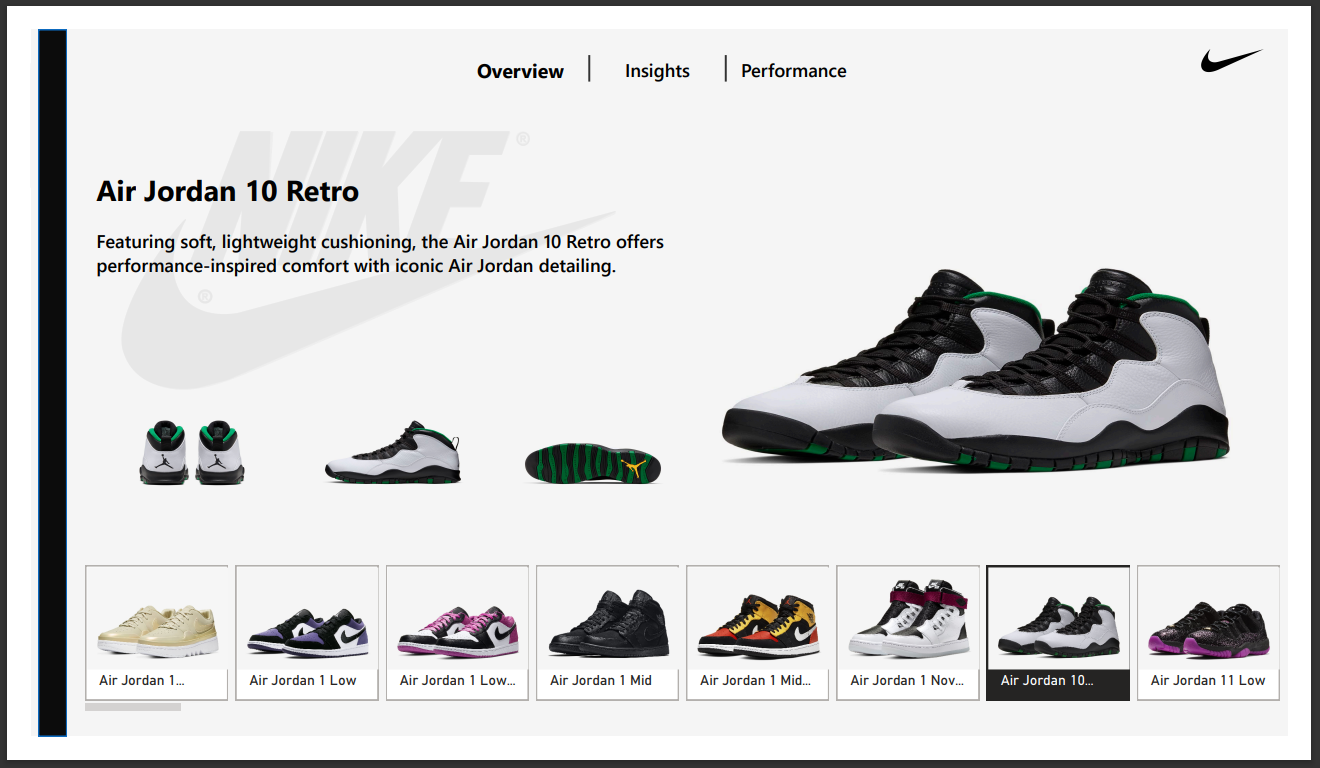 Overview
Insights
Performance
NIKE
®
Air Jordan 10 Retro
Featuring soft, lightweight cushioning, the Air Jordan 10 Retro offers
performance-inspired comfort with iconic Air Jordan detailing.
®
Air Jordan 1...
Air Jordan 1 Low
Air Jordan 1 Low...
Air Jordan 1 Mid
Air Jordan 1 Mid...
Air Jordan 1 Nov...
Air Jordan 10...
Air Jordan 11 Low